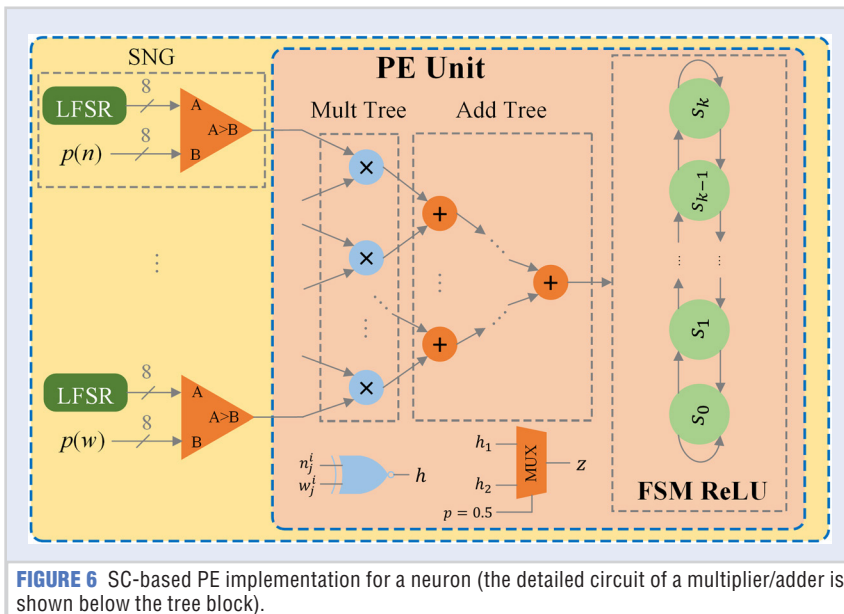 SNG
PE Unit
LFSR
8
A
A>B
p(n)
8
B
Mult Tree
Add Tree
×
+
×
+
+
×
LFSR
8
A
A>B
p(w)
8
B
n_j^i
w_j^i
h
h_1
h_2
MUX
z
p = 0.5
s_k
s_{k−1}
s_1
s_0
FSM ReLU
FIGURE 6 SC-based PE implementation for a neuron (the detailed circuit of a multiplier/adder is
shown below the tree block).